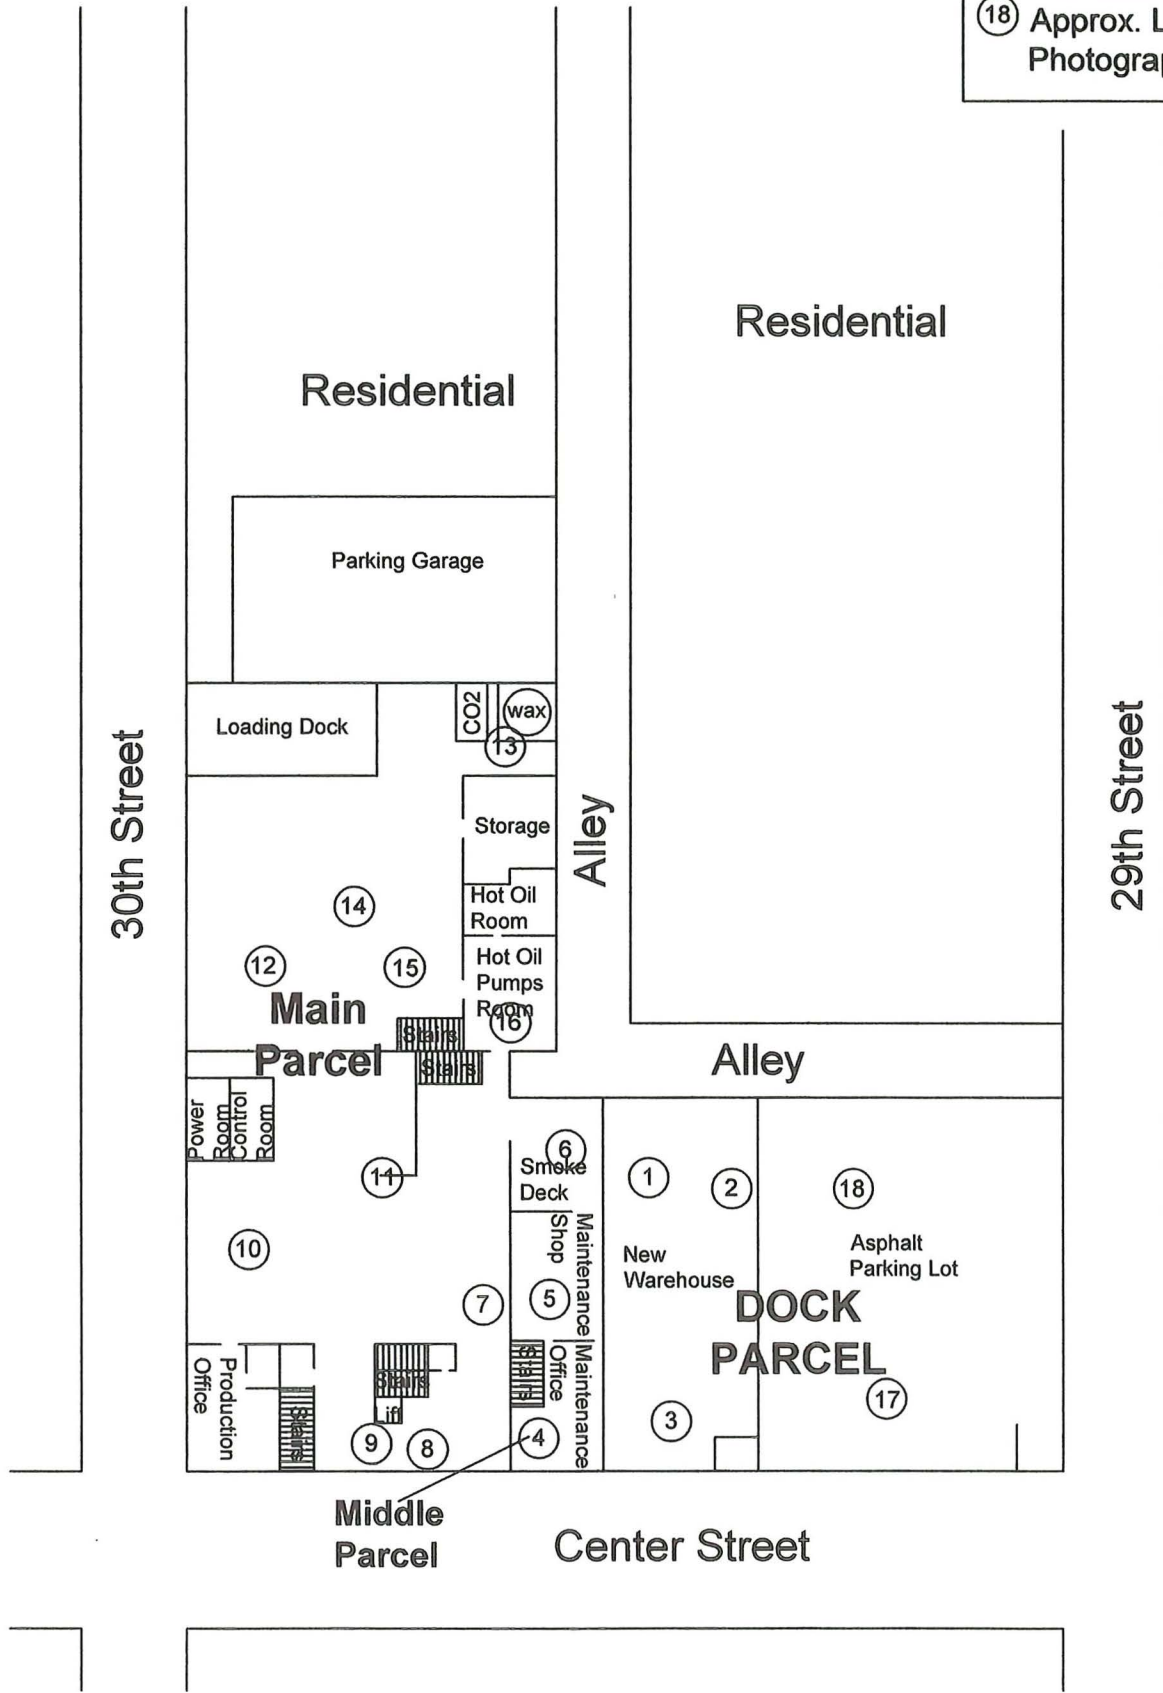 18 Approx. L
Photogra
Residential
Residential
Parking Garage
Loading Dock
CO2
wax
13
30th Street
29th Street
Alley
Storage
Hot Oil
Room
14
12
15
Hot Oil
Pumps
Room
16
Main
Parcel
Stairs
Stairs
Alley
Power
Room
Control
Room
11
6
Smoke
Deck
1
2
18
10
Maintenance
Shop
New
Warehouse
Asphalt
Parking Lot
7
5
DOCK
PARCEL
Production
Office
Stairs
Stairs
Lift
Stairs
Maintenance
Office
9
8
4
3
17
Middle
Parcel
Center Street